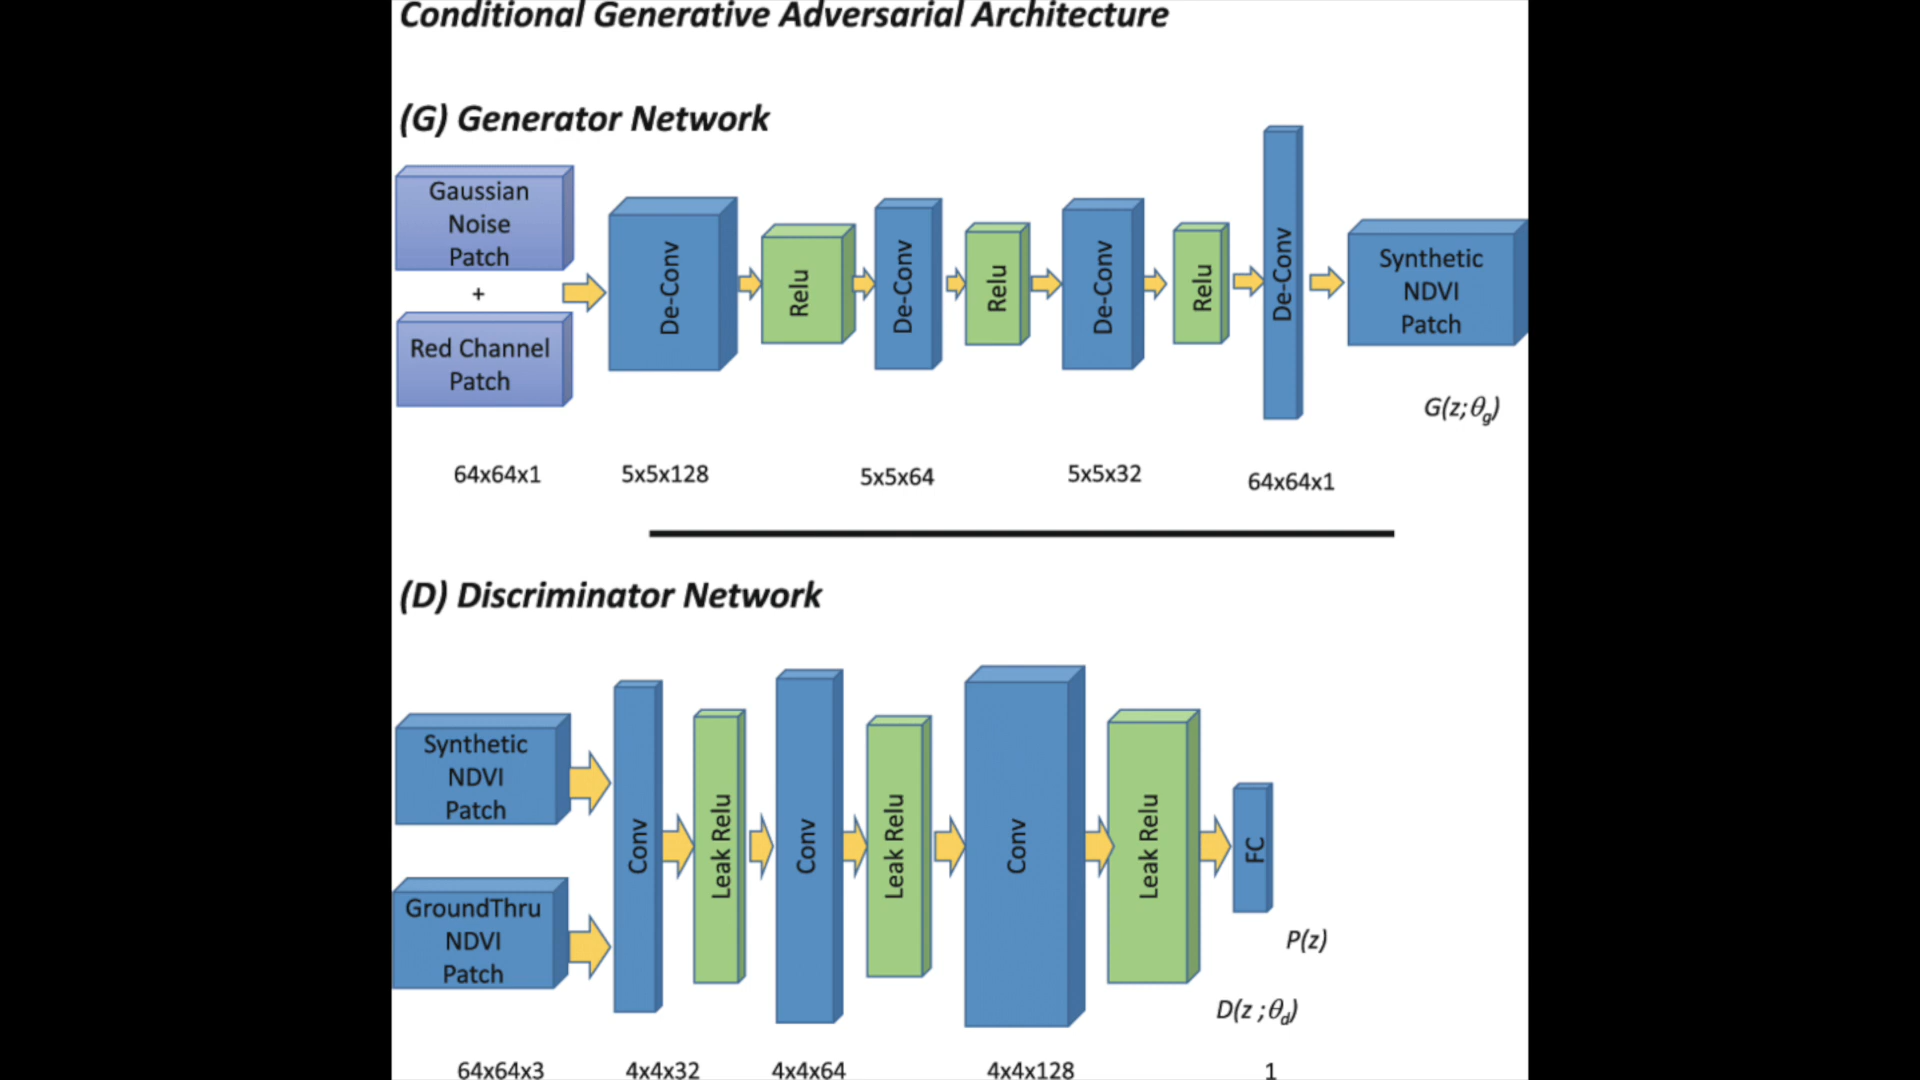 Conditional Generative Adversarial Architecture
(G) Generator Network
Gaussian
Noise
Patch
+
Red Channel
Patch
De-Conv
Relu
De-Conv
Relu
De-Conv
Relu
De-Conv
Synthetic
NDVI
Patch
G(z;θg)
64x64x1
5x5x128
5x5x64
5x5x32
64x64x1
(D) Discriminator Network
Synthetic
NDVI
Patch
GroundThru
NDVI
Patch
Conv
Leak Relu
Conv
Leak Relu
Conv
Leak Relu
FC
P(z)
D(z ;θd)
64x64x3
4x4x32
4x4x64
4x4x128
1